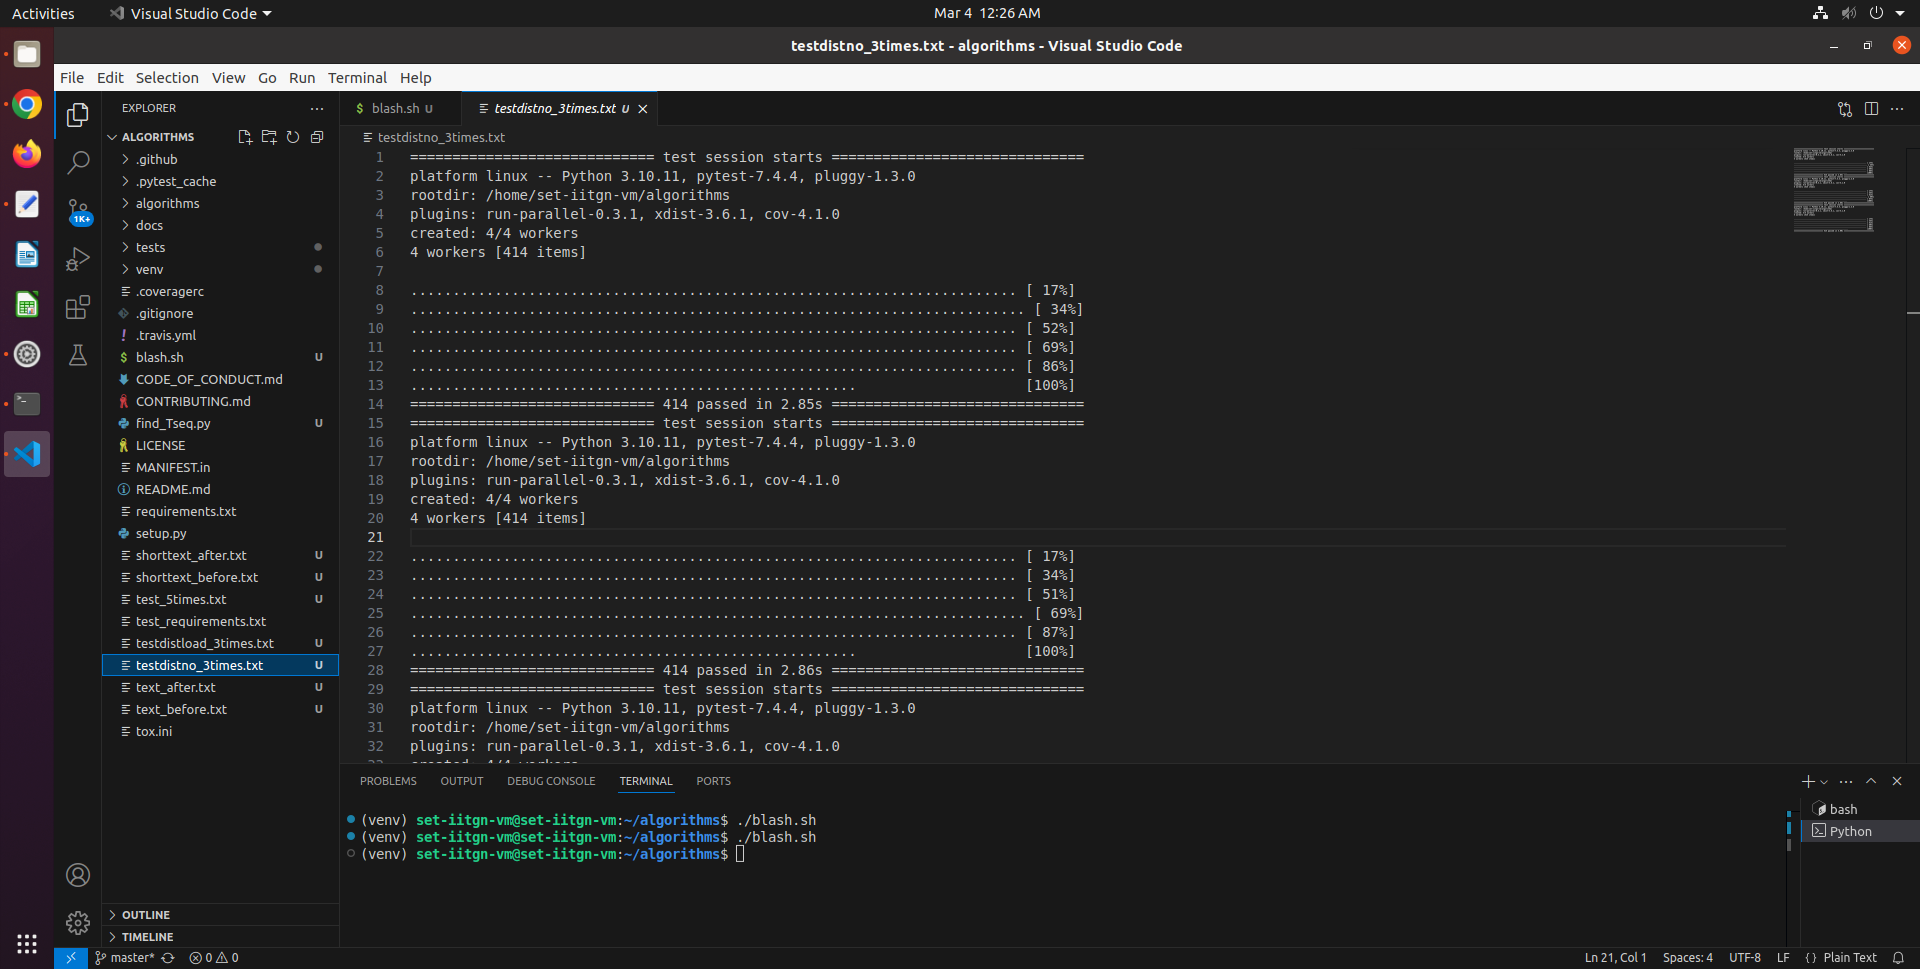 Activities
Visual Studio Code
Mar 4 12:26 AM
testdistno_3times.txt - algorithms - Visual Studio Code
File Edit Selection View Go Run Terminal Help
1K+
EXPLORER
ALGORITHMS
.github
.pytest_cache
algorithms
docs
tests
venv
.coveragerc
.gitignore
! .travis.yml
$ blash.sh U
CODE_OF_CONDUCT.md
CONTRIBUTING.md
find_Tseq.py U
LICENSE
MANIFEST.in
README.md
requirements.txt
setup.py
shorttext_after.txt U
shorttext_before.txt U
test_5times.txt U
test_requirements.txt
testdistload_3times.txt U
testdistno_3times.txt U
text_after.txt U
text_before.txt U
tox.ini
OUTLINE
TIMELINE
$ blash.sh U
testdistno_3times.txt U
testdistno_3times.txt
1 ============================= test session starts ==============================
2 platform linux -- Python 3.10.11, pytest-7.4.4, pluggy-1.3.0
3 rootdir: /home/set-iitgn-vm/algorithms
4 plugins: run-parallel-0.3.1, xdist-3.6.1, cov-4.1.0
5 created: 4/4 workers
6 4 workers [414 items]
7
8 ........................................................................ [ 17%]
9 ......................................................................... [ 34%]
10 ........................................................................ [ 52%]
11 ........................................................................ [ 69%]
12 ........................................................................ [ 86%]
13 ..................................................... [100%]
14 ============================= 414 passed in 2.85s ==============================
15 ============================= test session starts ==============================
16 platform linux -- Python 3.10.11, pytest-7.4.4, pluggy-1.3.0
17 rootdir: /home/set-iitgn-vm/algorithms
18 plugins: run-parallel-0.3.1, xdist-3.6.1, cov-4.1.0
19 created: 4/4 workers
20 4 workers [414 items]
21
22 ........................................................................ [ 17%]
23 ........................................................................ [ 34%]
24 ........................................................................ [ 51%]
25 ......................................................................... [ 69%]
26 ........................................................................ [ 87%]
27 ..................................................... [100%]
28 ============================= 414 passed in 2.86s ==============================
29 ============================= test session starts ==============================
30 platform linux -- Python 3.10.11, pytest-7.4.4, pluggy-1.3.0
31 rootdir: /home/set-iitgn-vm/algorithms
32 plugins: run-parallel-0.3.1, xdist-3.6.1, cov-4.1.0
PROBLEMS OUTPUT DEBUG CONSOLE TERMINAL PORTS
(venv) set-iitgn-vm@set-iitgn-vm:~/algorithms$ ./blash.sh
(venv) set-iitgn-vm@set-iitgn-vm:~/algorithms$ ./blash.sh
(venv) set-iitgn-vm@set-iitgn-vm:~/algorithms$
bash
Python
master* 0 0
Ln 21, Col 1 Spaces: 4 UTF-8 LF {} Plain Text